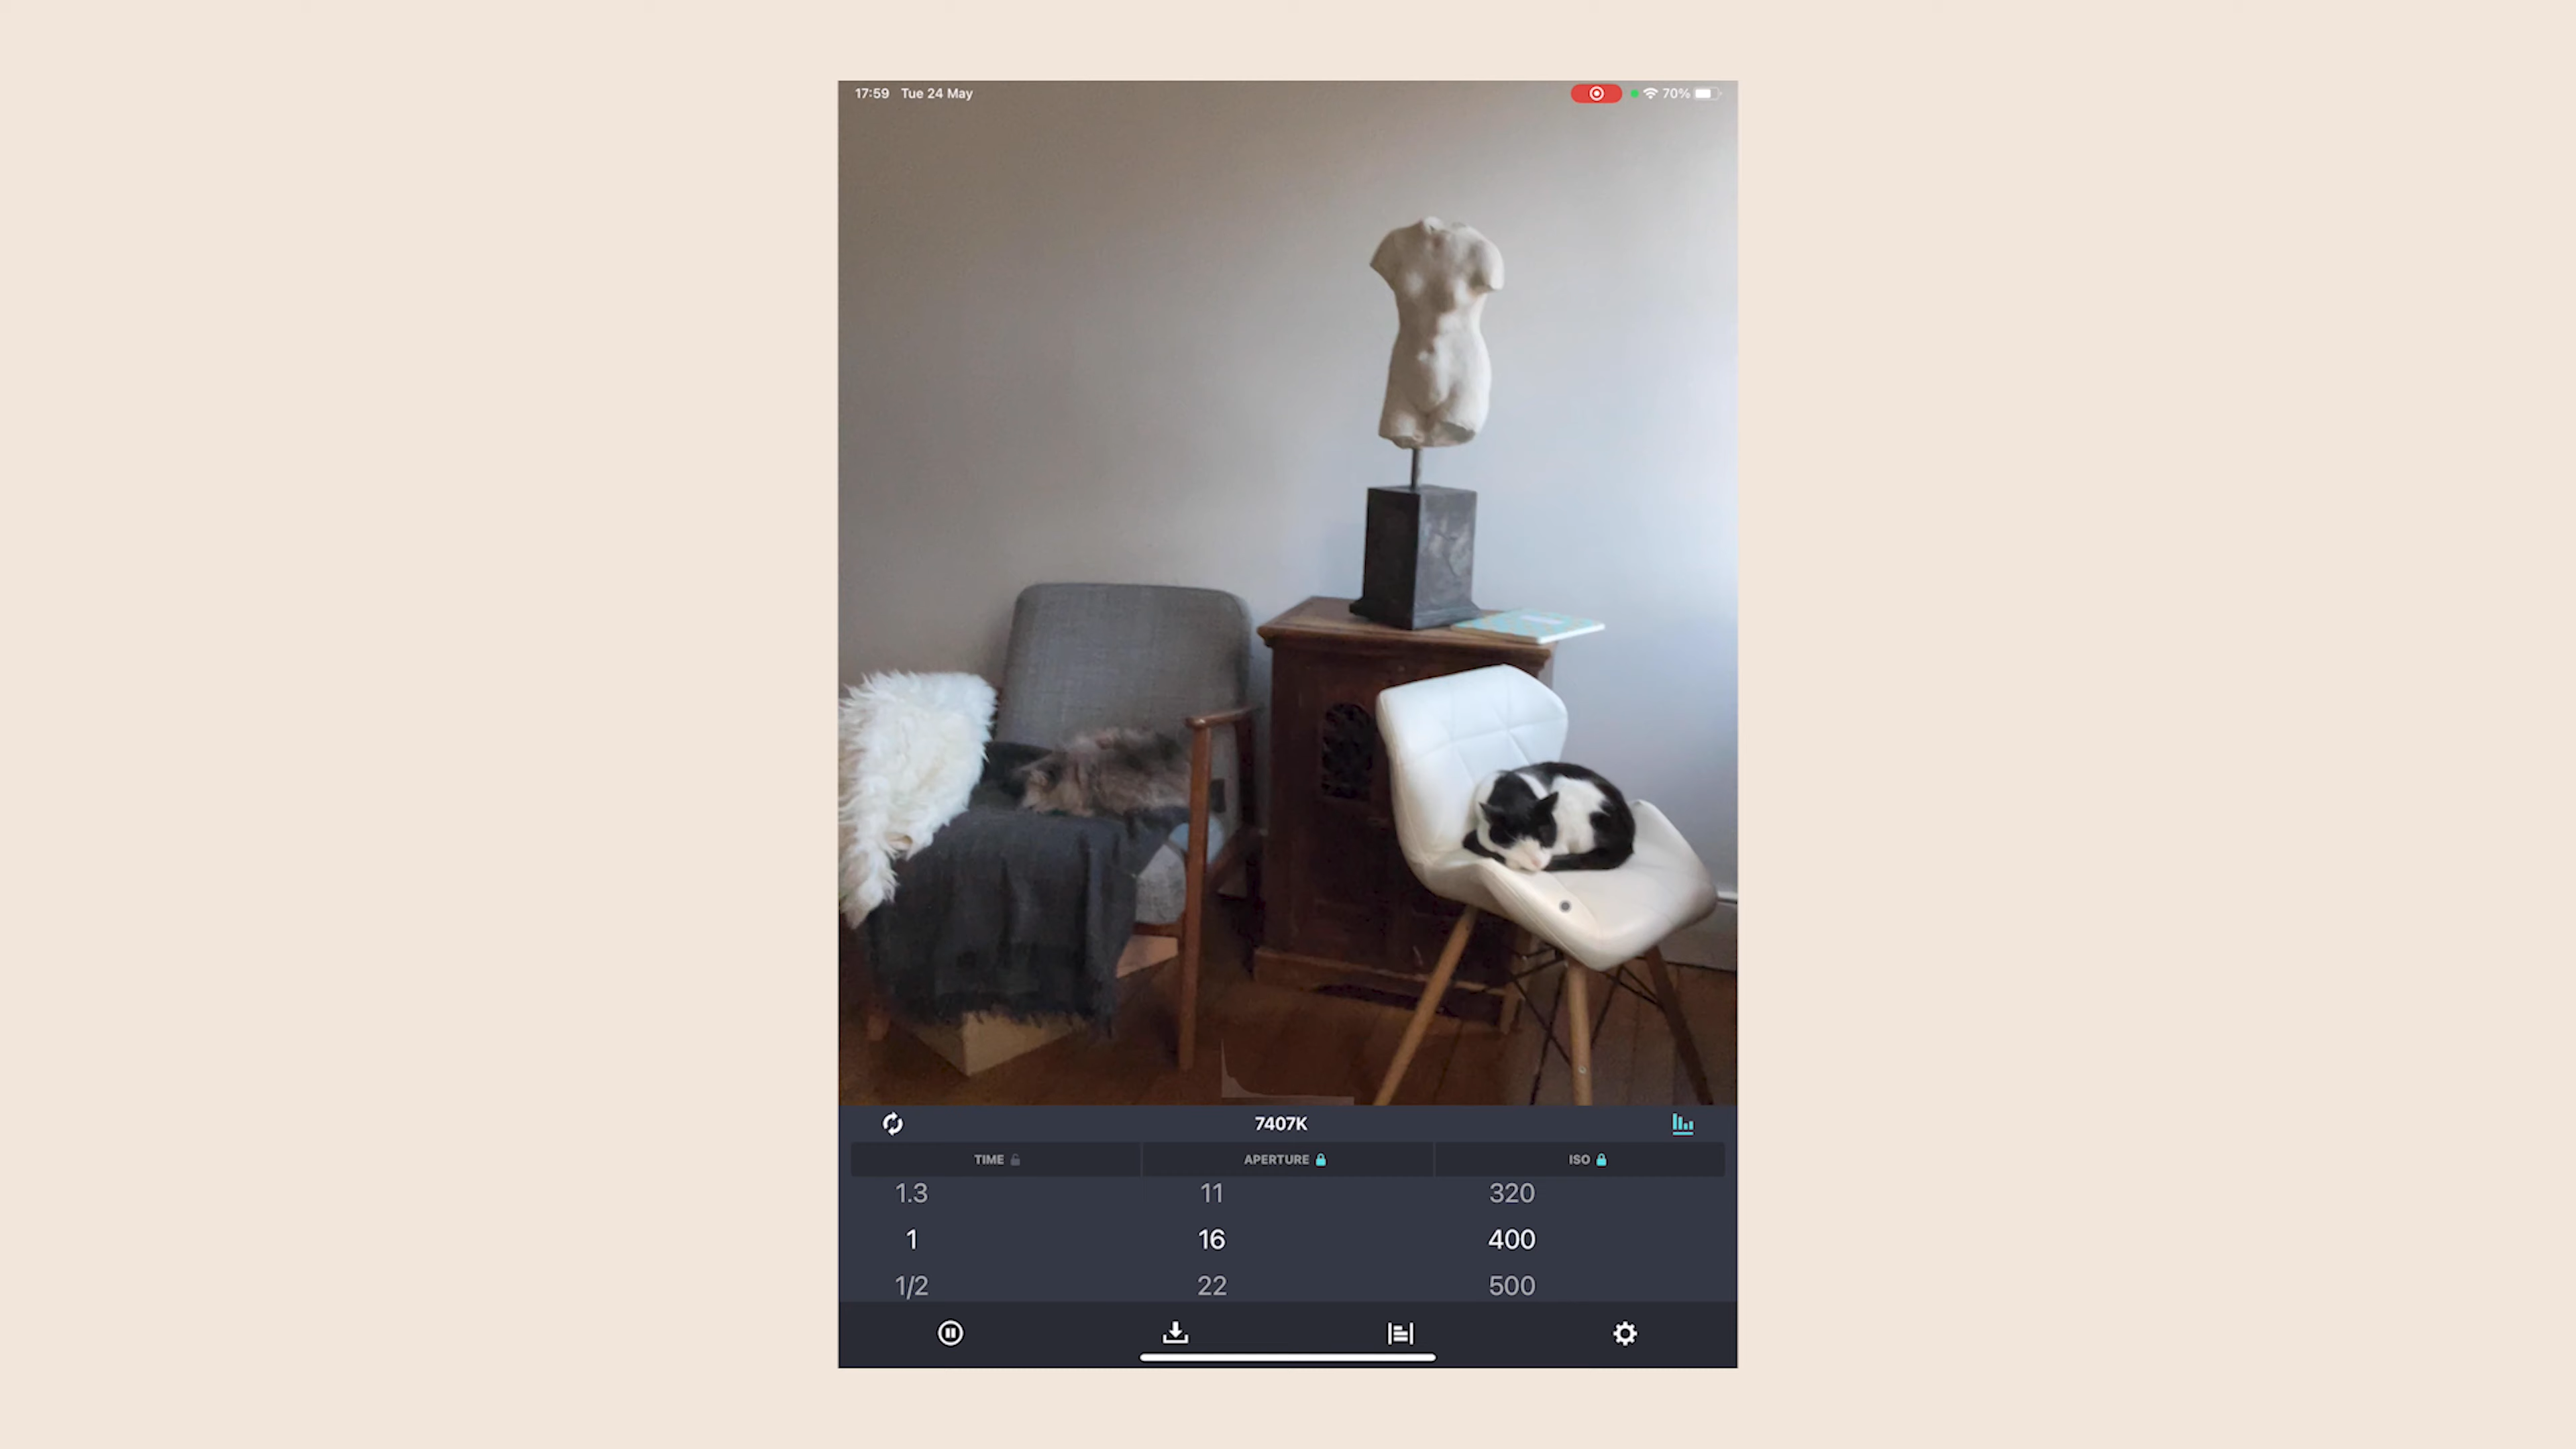 17:59 Tue 24 May 70%
7407K
TIME APERTURE ISO
1.3 11 320
1 16 400
1/2 22 500